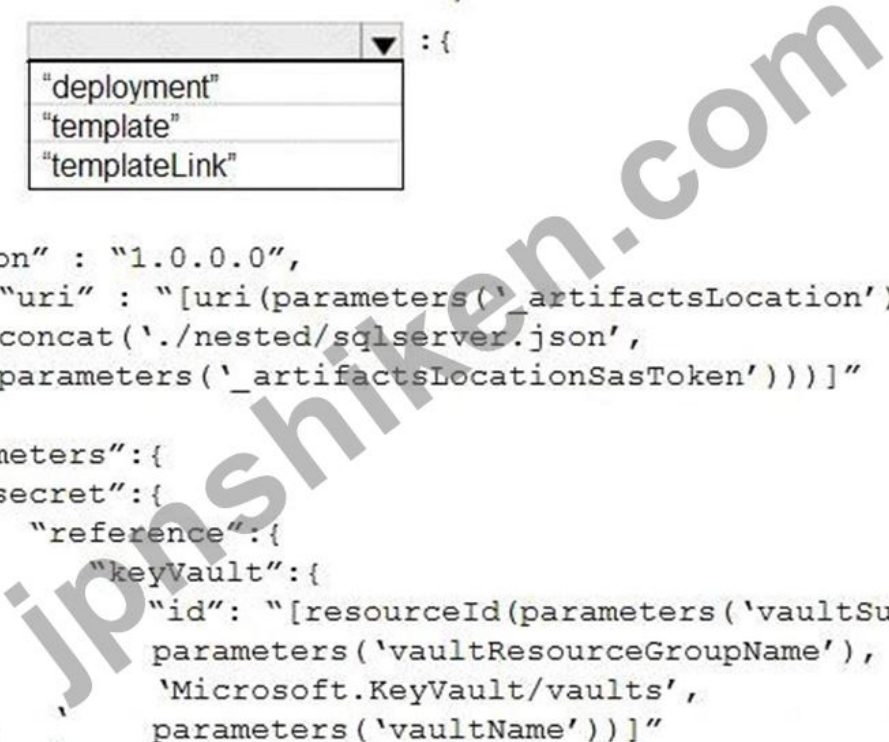 ▼ : {
“deployment”
“template”
“templateLink”
on” : “1.0.0.0”,
“uri” : “[uri(parameters(‘_artifactsLocation’)
concat(‘./nested/sqlserver.json’,
parameters(‘_artifactsLocationSasToken’)))]”
meters”:{
secret”:{
“reference”:{
“keyVault”:{
“id”: “[resourceId(parameters(‘vaultSu
parameters(‘vaultResourceGroupName’),
‘Microsoft.KeyVault/vaults’,
parameters(‘vaultName’))]”
jpnshiken.com